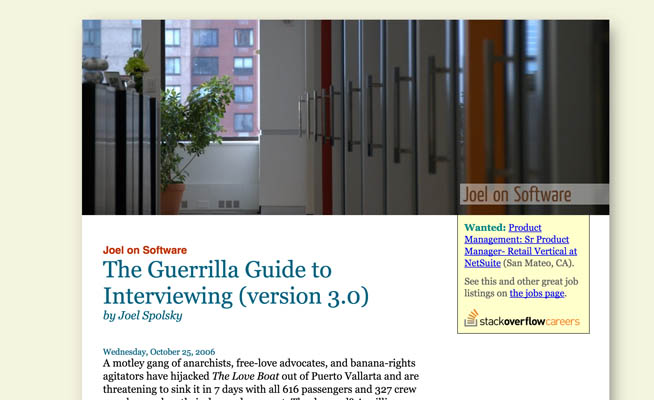 Joel on Software
Wanted: Product
Management: Sr Product
Manager- Retail Vertical at
NetSuite (San Mateo, CA).
See this and other great job
listings on the jobs page.
stackoverflowcareers
Joel on Software
The Guerrilla Guide to
Interviewing (version 3.0)
by Joel Spolsky
Wednesday, October 25, 2006
A motley gang of anarchists, free-love advocates, and banana-rights
agitators have hijacked The Love Boat out of Puerto Vallarta and are
threatening to sink it in 7 days with all 616 passengers and 327 crew